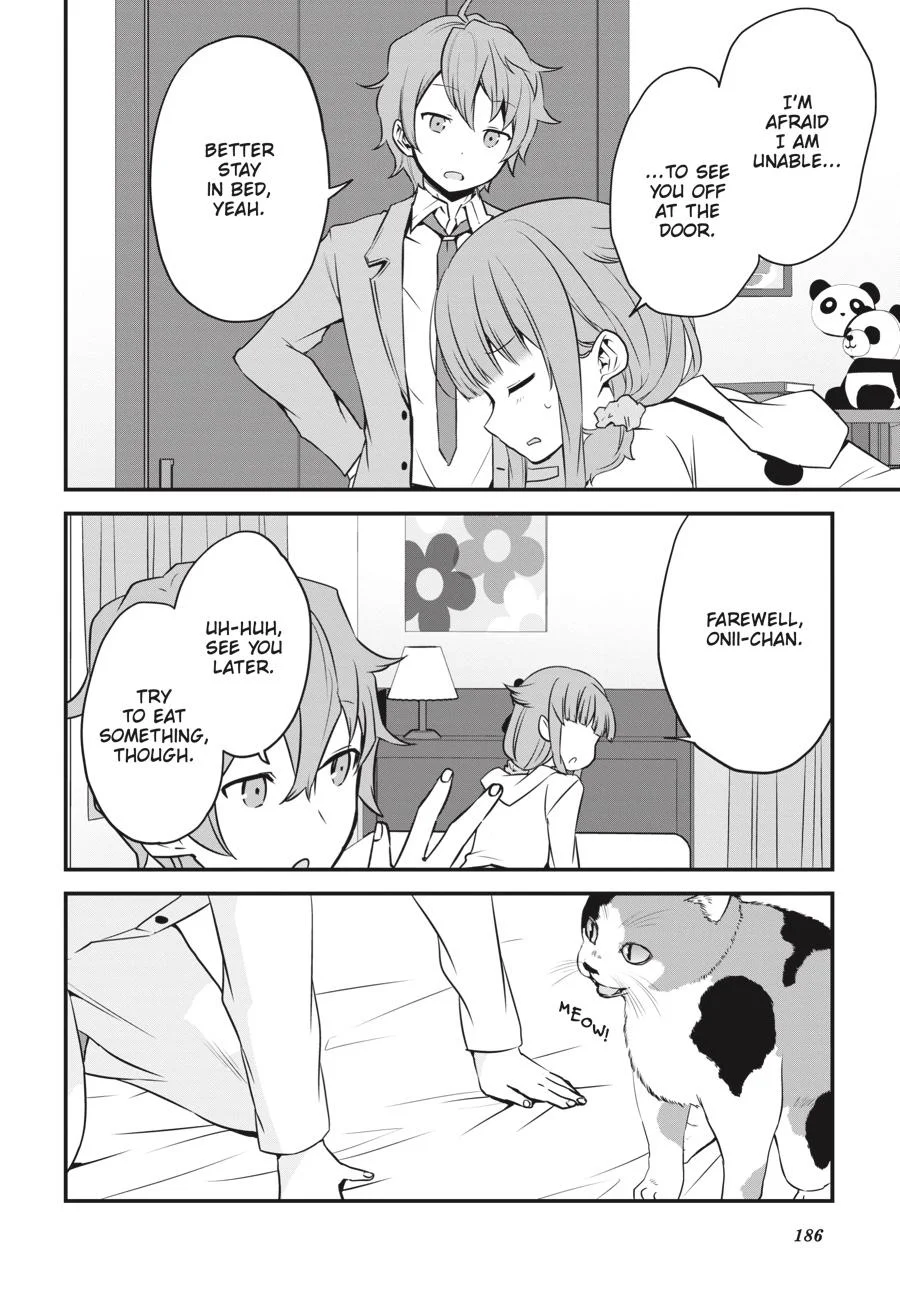 I'M
AFRAID
I AM
UNABLE...
...TO SEE
YOU OFF
AT THE
DOOR.
BETTER
STAY
IN BED,
YEAH.
FAREWELL,
ONII-CHAN.
UH-HUH,
SEE YOU
LATER.
TRY
TO EAT
SOMETHING,
THOUGH.
MEOW!
186